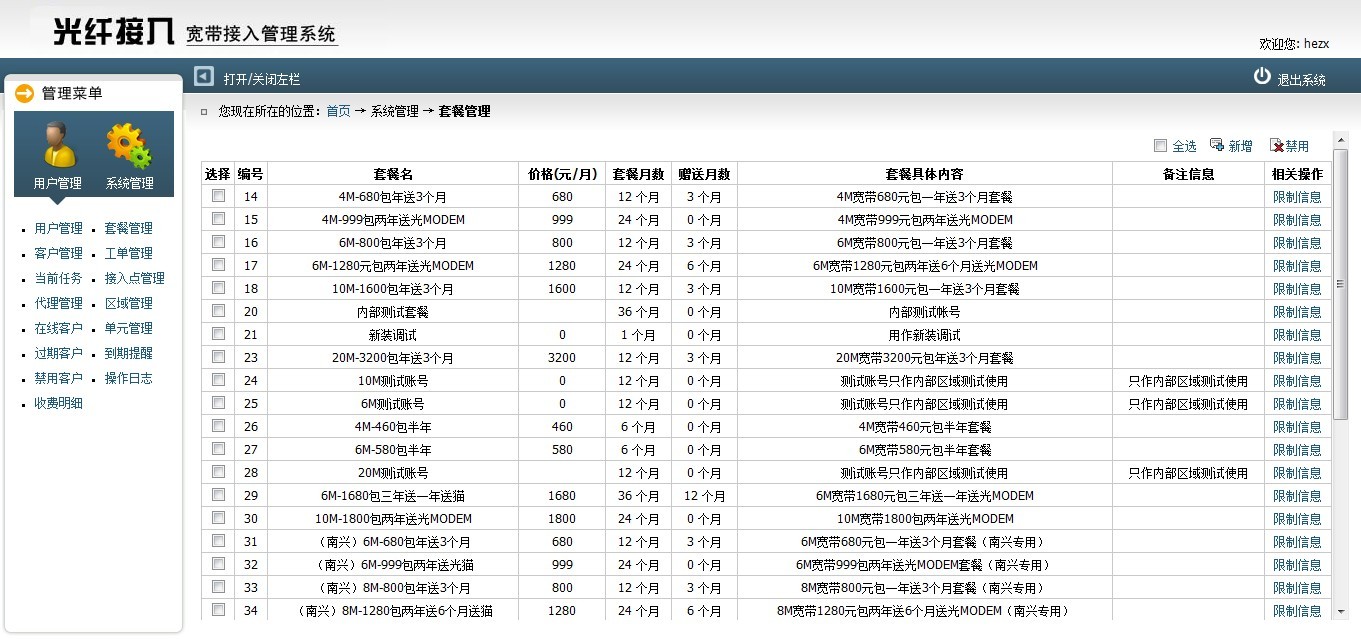 光纤接入 宽带接入管理系统
欢迎您: hezx
打开/关闭左栏
退出系统
管理菜单
用户管理 系统管理
用户管理 套餐管理
客户管理 工单管理
当前任务 接入点管理
代理管理 区域管理
在线客户 单元管理
过期客户 到期提醒
禁用客户 操作日志
收费明细
您现在所在的位置: 首页 → 系统管理 → 套餐管理
全选 新增 禁用
选择 编号 套餐名 价格(元/月) 套餐月数 赠送月数 套餐具体内容 备注信息 相关操作
14 4M-680包年送3个月 680 12 个月 3 个月 4M宽带680元包一年送3个月套餐 限制信息
15 4M-999包两年送光MODEM 999 24 个月 0 个月 4M宽带999元包两年送光MODEM 限制信息
16 6M-800包年送3个月 800 12 个月 3 个月 6M宽带800元包一年送3个月套餐 限制信息
17 6M-1280元包两年送光MODEM 1280 24 个月 6 个月 6M宽带1280元包两年送6个月送光MODEM 限制信息
18 10M-1600包年送3个月 1600 12 个月 3 个月 10M宽带1600元包一年送3个月套餐 限制信息
20 内部测试套餐 36 个月 0 个月 内部测试帐号 限制信息
21 新装调试 0 1 个月 0 个月 用作新装调试 限制信息
23 20M-3200包年送3个月 3200 12 个月 3 个月 20M宽带3200元包年送3个月套餐 限制信息
24 10M测试账号 0 12 个月 0 个月 测试账号只作内部区域测试使用 只作内部区域测试使用 限制信息
25 6M测试账号 0 12 个月 0 个月 测试账号只作内部区域测试使用 只作内部区域测试使用 限制信息
26 4M-460包半年 460 6 个月 0 个月 4M宽带460元包半年套餐 限制信息
27 6M-580包半年 580 6 个月 0 个月 6M宽带580元包半年套餐 限制信息
28 20M测试账号 12 个月 0 个月 测试账号只作内部区域测试使用 只作内部区域测试使用 限制信息
29 6M-1680包三年送一年送猫 1680 36 个月 12 个月 6M宽带1680元包三年送一年送光MODEM 限制信息
30 10M-1800包两年送光MODEM 1800 24 个月 0 个月 10M宽带1800包两年送光MODEM 限制信息
31 （南兴）6M-680包年送3个月 680 12 个月 3 个月 6M宽带680元包一年送3个月套餐（南兴专用） 限制信息
32 （南兴）6M-999包两年送光猫 999 24 个月 0 个月 6M宽带999包两年送光MODEM套餐（南兴专用） 限制信息
33 （南兴）8M-800包年送3个月 800 12 个月 3 个月 8M宽带800元包一年送3个月套餐（南兴专用） 限制信息
34 （南兴）8M-1280包两年送6个月送猫 1280 24 个月 6 个月 8M宽带1280元包两年送6个月送光MODEM（南兴专用） 限制信息